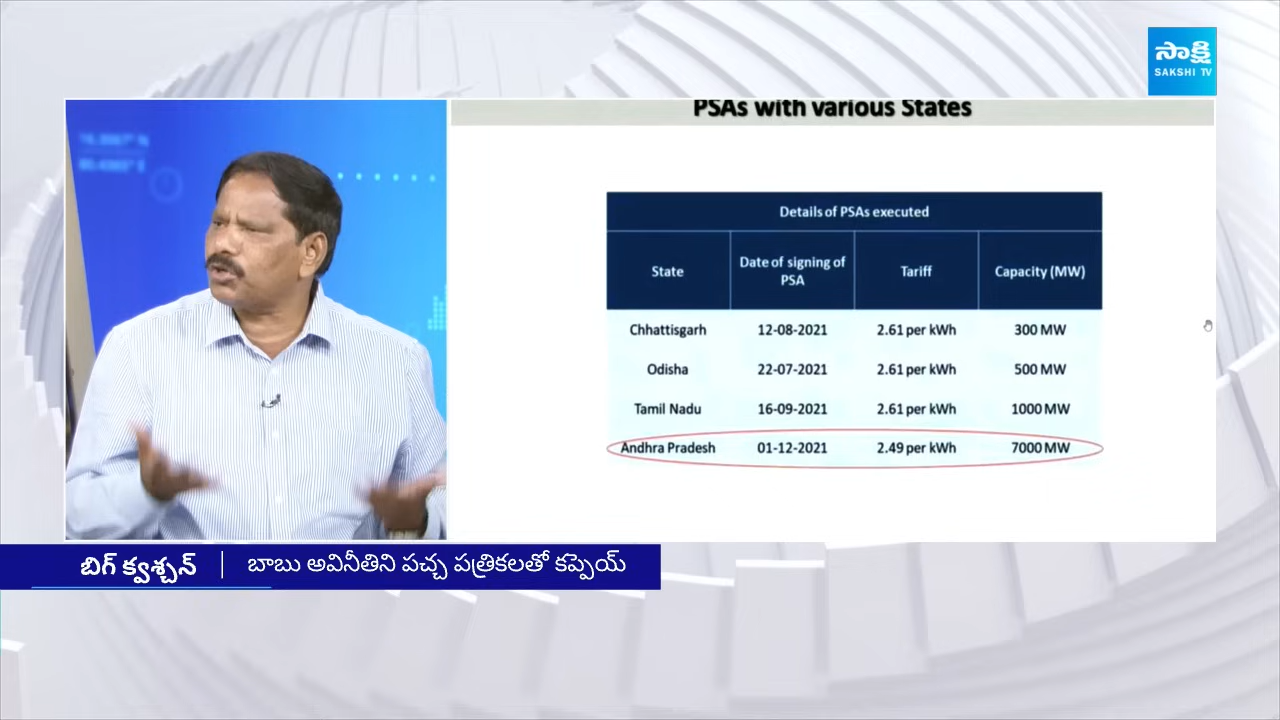 సాక్షి
SAKSHI TV
PSAs with various States
Details of PSAs executed
State
Date of signing of PSA
Tariff
Capacity (MW)
Chhattisgarh 12-08-2021 2.61 per kWh 300 MW
Odisha 22-07-2021 2.61 per kWh 500 MW
Tamil Nadu 16-09-2021 2.61 per kWh 1000 MW
Andhra Pradesh 01-12-2021 2.49 per kWh 7000 MW
బిగ్ క్వశ్చన్ | బాబు అవినీతిని పచ్చ పత్రికలతో కప్పెయ్